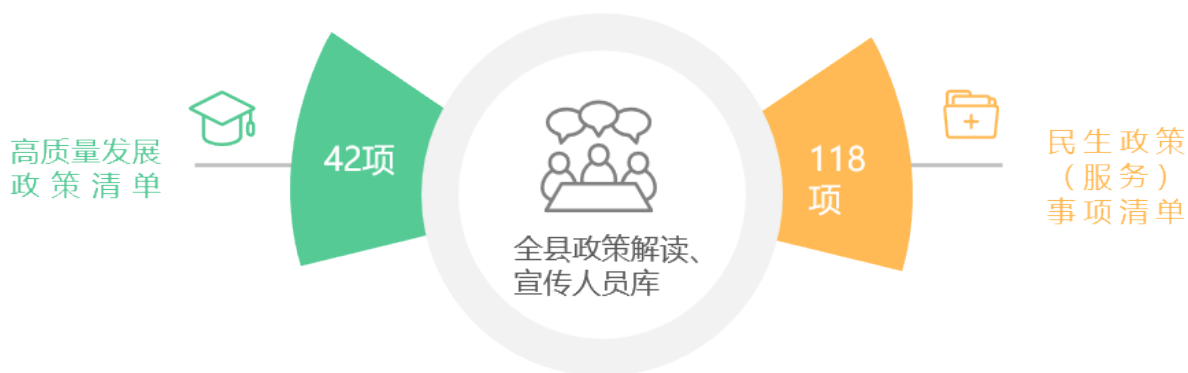 高质量发展
政策清单
42项
全县政策解读、
宣传人员库
118
项
民生政策
（服务）
事项清单